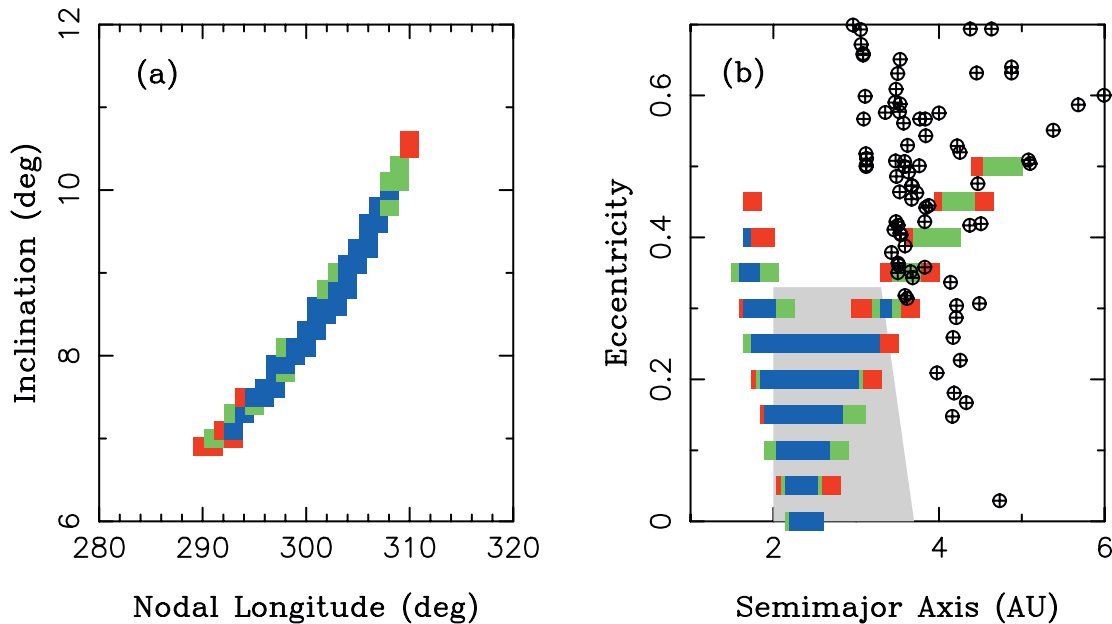 (a)
12
10
8
6
280 290 300 310 320
Inclination (deg)
Nodal Longitude (deg)
(b)
0.6
0.4
0.2
0
2 4 6
Eccentricity
Semimajor Axis (AU)